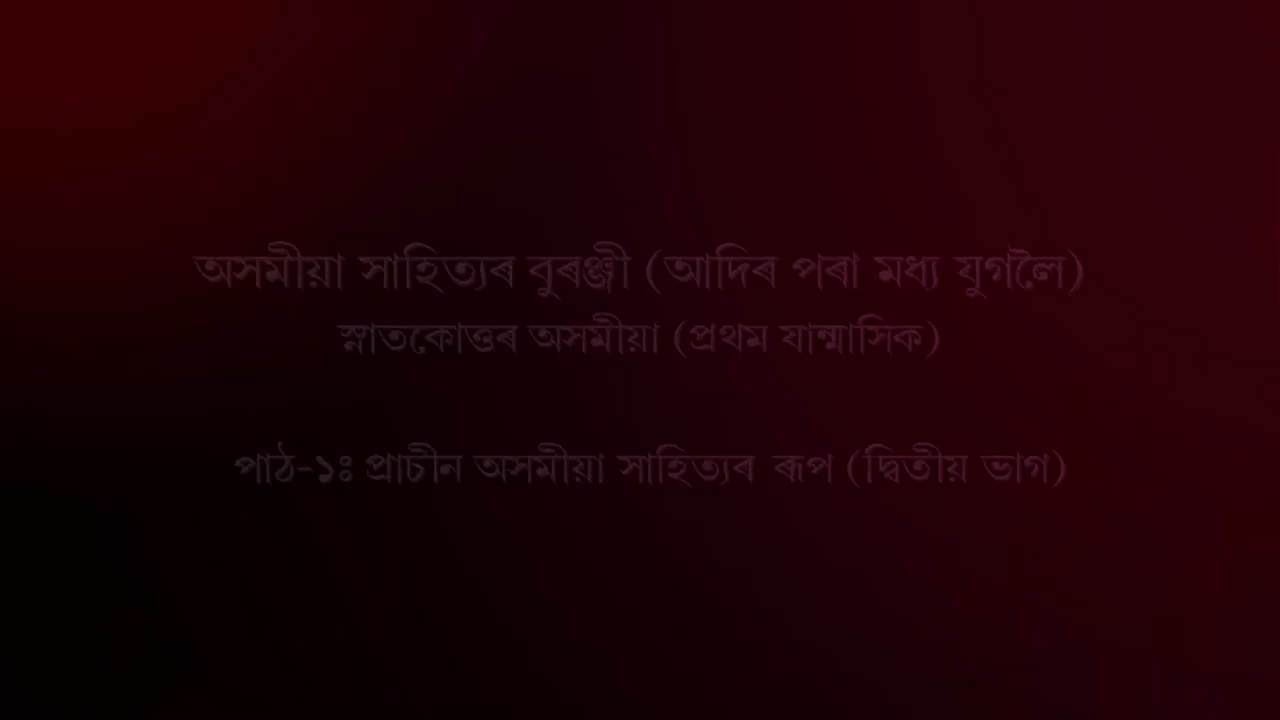 অসমীয়া সাহিত্যৰ বুৰঞ্জী (আদিৰ পৰা মধ্য যুগলৈ)
স্নাতকোত্তৰ অসমীয়া (প্ৰথম যান্মাসিক)
পাঠ-১ঃ প্ৰাচীন অসমীয়া সাহিত্যৰ ৰূপ (দ্বিতীয় ভাগ)